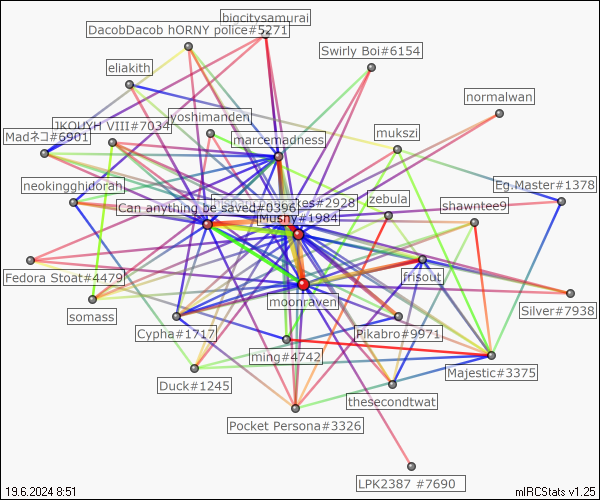 bigcitysamurai
DacobDacob hORNY police#5271
Swirly Boi#6154
eliakith
normalwan
yoshimanden
JKOUYH VIII#7034
Madネコ#6901
marcemadness
mukszi
neokingghidorah
Eg.Master#1378
zebula
kes#2928
shawntee9
Can anything be saved#0396
Mushy#1984
Fedora Stoat#4479
frisout
moonraven
somass
Silver#7938
Cypha#1717
Pikabro#9971
ming#4742
Majestic#3375
Duck#1245
thesecondtwat
Pocket Persona#3326
LPK2387 #7690
19.6.2024 8:51
mIRCStats v1.25